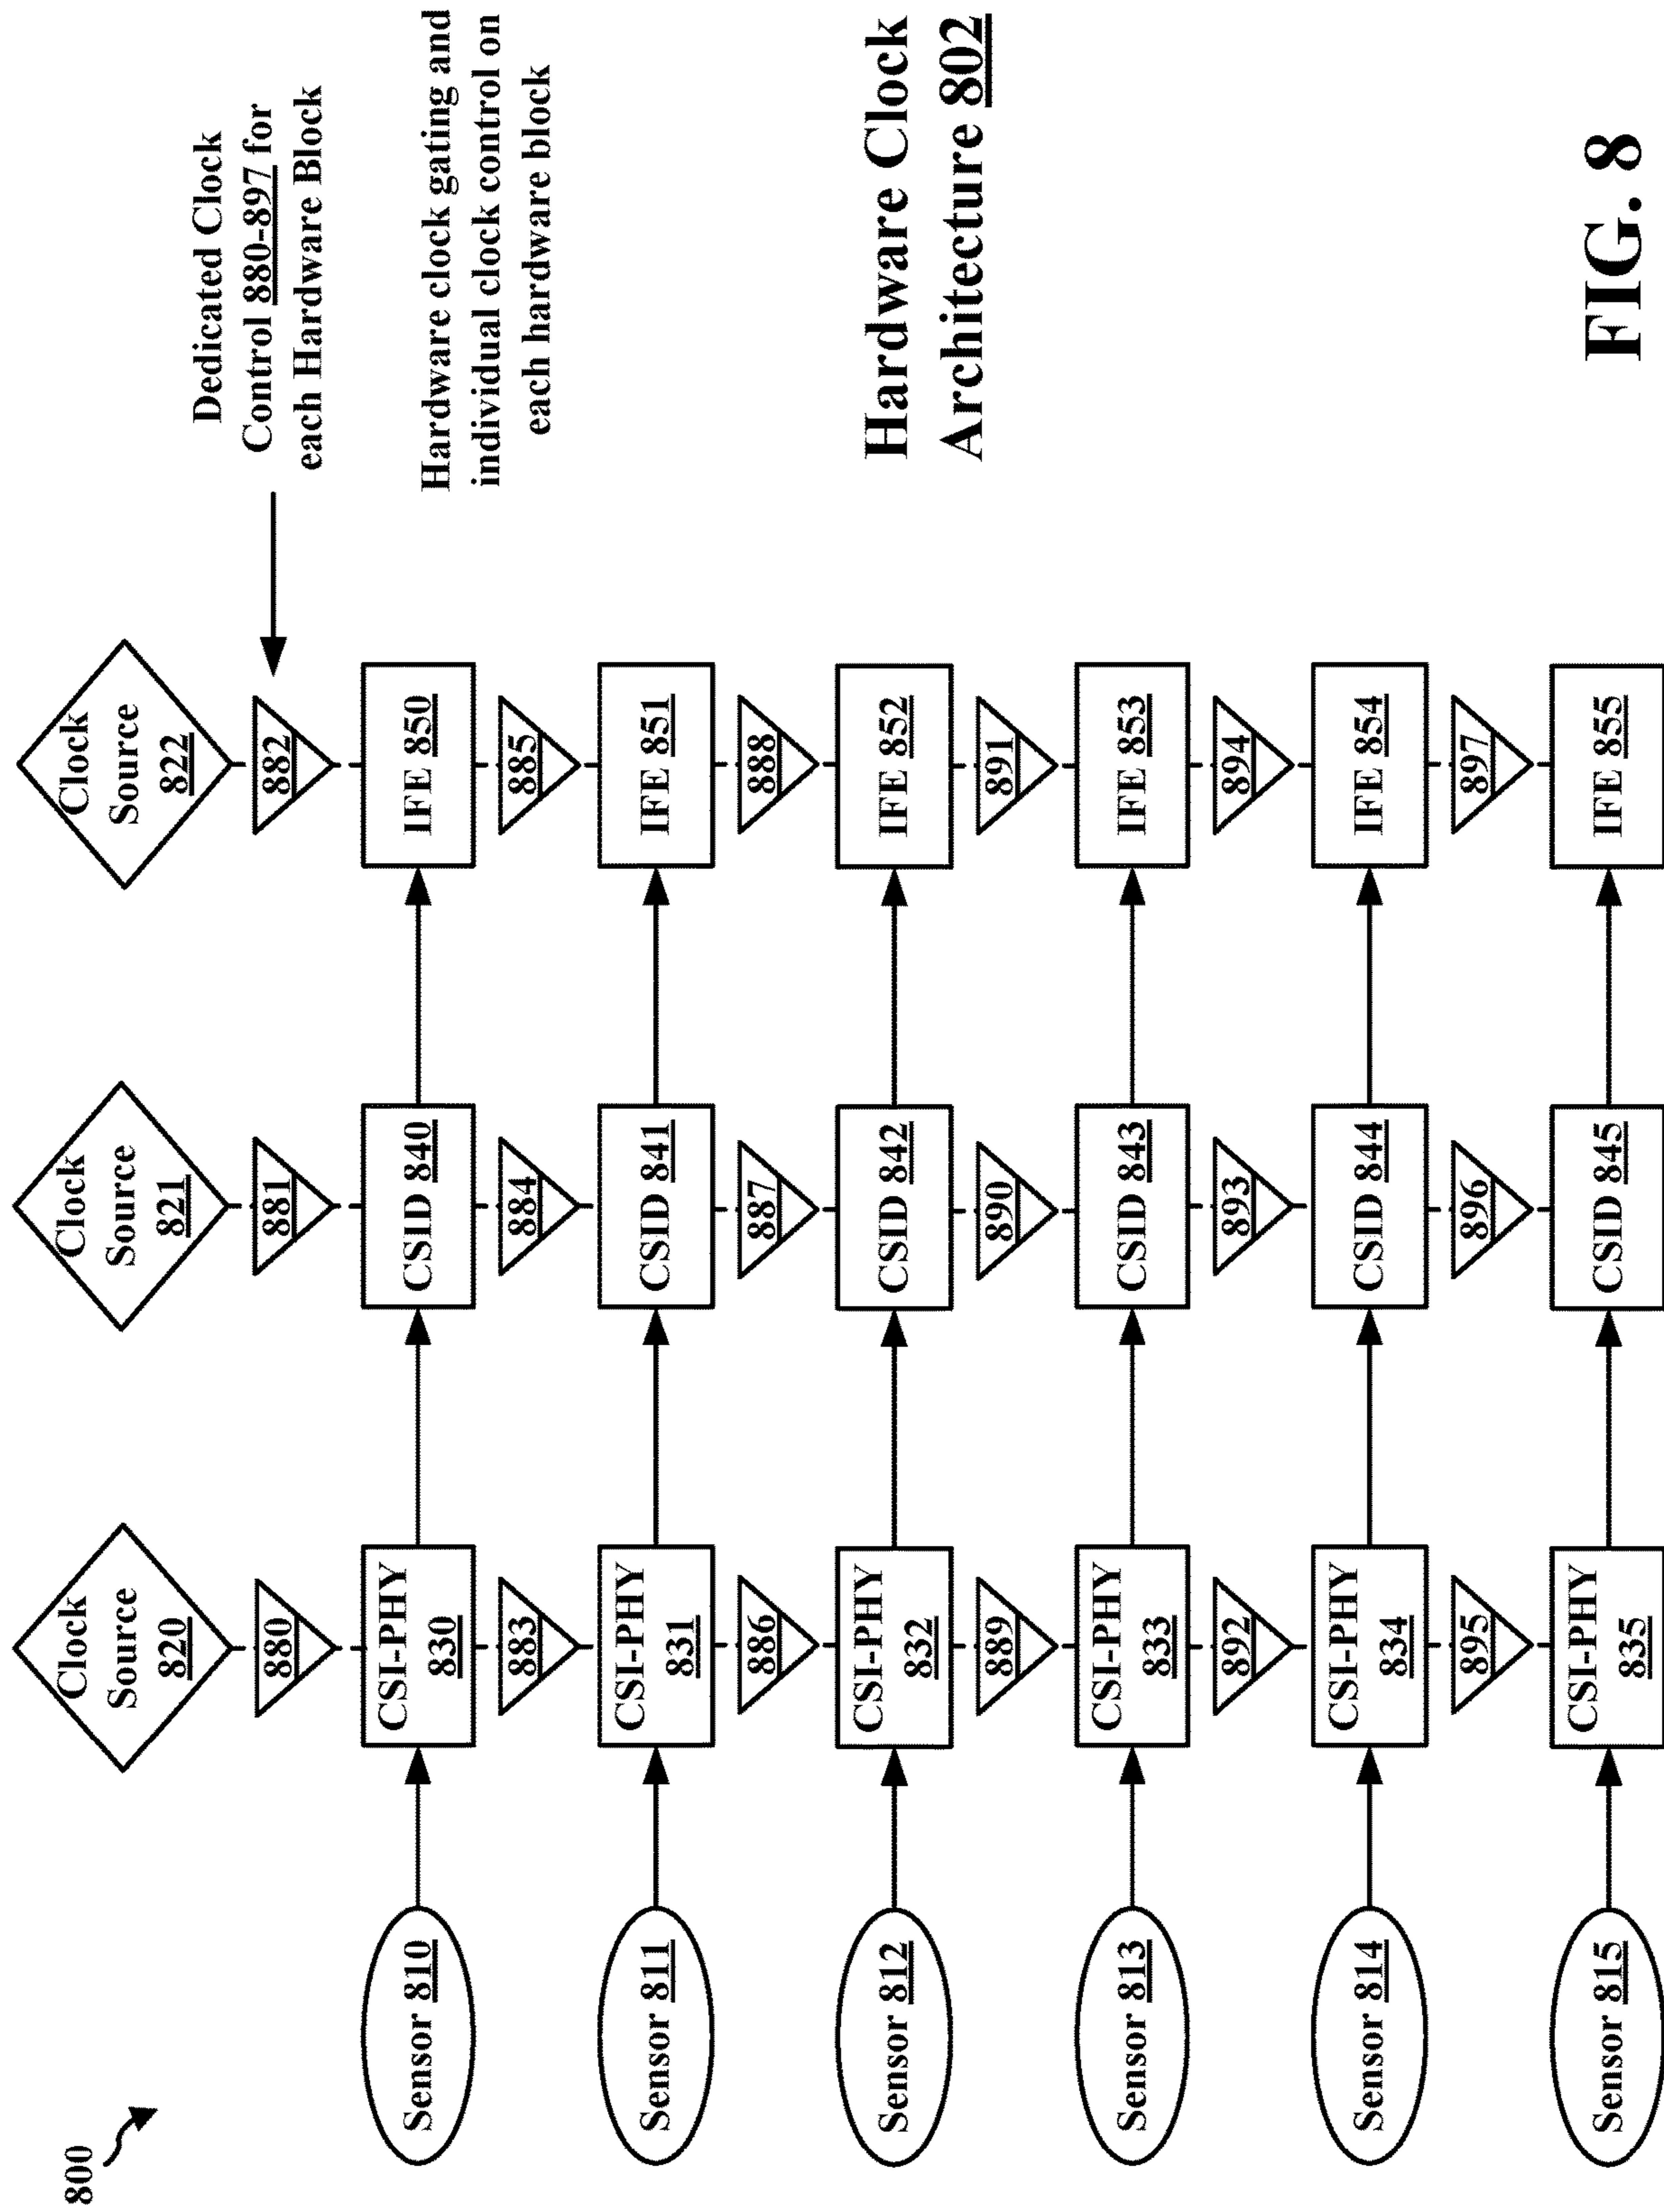 800
Clock
Source
820
Clock
Source
821
Clock
Source
822
880
881
882
Dedicated Clock
Control 880-897 for
each Hardware Block
Sensor 810
CSI-PHY
830
CSID 840
IFE 850
883
884
885
Hardware clock gating and
individual clock control on
each hardware block
Sensor 811
CSI-PHY
831
CSID 841
IFE 851
886
887
888
Sensor 812
CSI-PHY
832
CSID 842
IFE 852
889
890
891
Hardware Clock
Architecture 802
Sensor 813
CSI-PHY
833
CSID 843
IFE 853
892
893
894
Sensor 814
CSI-PHY
834
CSID 844
IFE 854
895
896
897
Sensor 815
CSI-PHY
835
CSID 845
IFE 855
FIG. 8